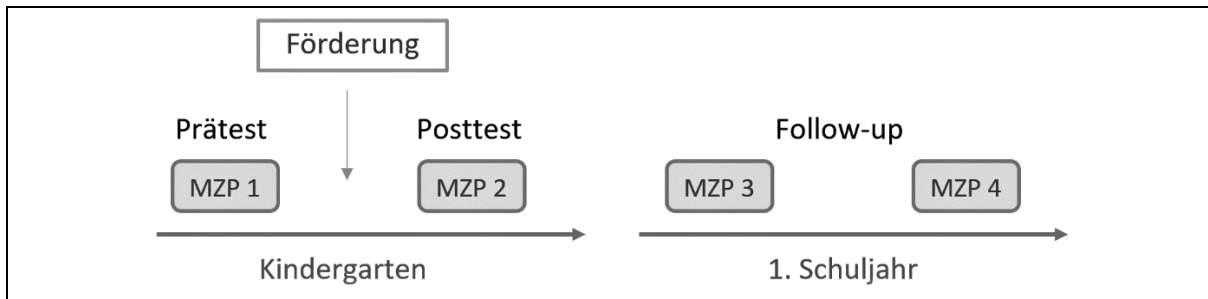 Förderung
Prätest
Posttest
Follow-up
MZP 1
MZP 2
MZP 3
MZP 4
Kindergarten
1. Schuljahr